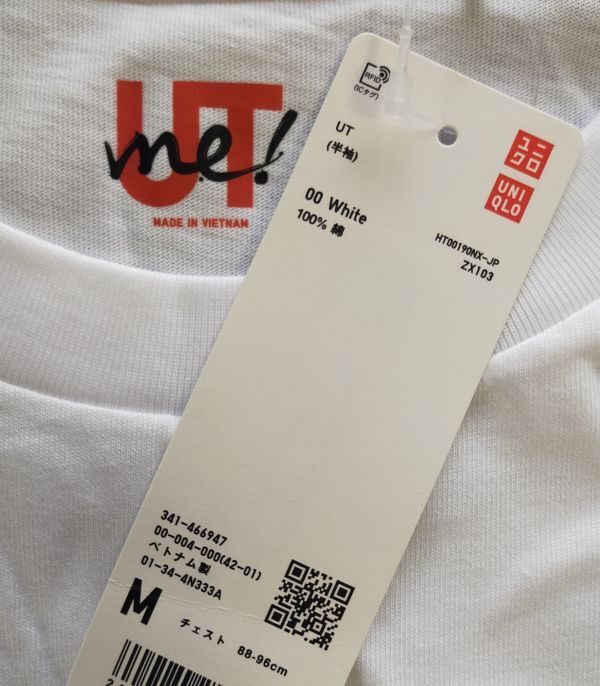 UT
me!
MADE IN VIETNAM
RFID
(ICタグ)
UT
(半袖)
00 White
100% 綿
ユニ
クロ
UNI
QLO
HT00190NX-JP
ZX103
341-466947
00-004-000(42-01)
ベトナム製
01-34-4N333A
M
チェスト 88-96cm